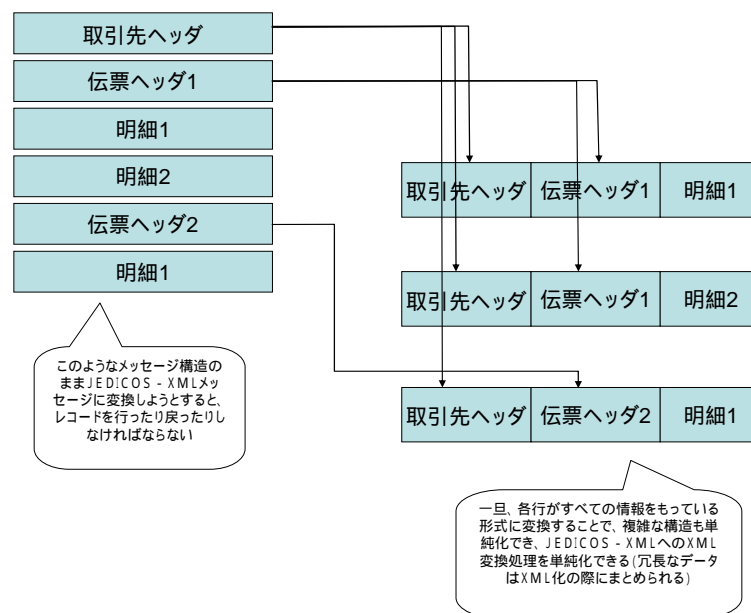 取引先ヘッダ
伝票ヘッダ1
明細1
明細2
伝票ヘッダ2
明細1
このようなメッセージ構造の
ままJEDICOS-XMLメッ
セージに変換しようとすると、
レコードを行ったり戻ったりし
なければならない
取引先ヘッダ 伝票ヘッダ1 明細1
取引先ヘッダ 伝票ヘッダ1 明細2
取引先ヘッダ 伝票ヘッダ2 明細1
一旦、各行がすべての情報をもっている
形式に変換することで、複雑な構造も単
純化でき、JEDICOS-XMLへのXML
変換処理を単純化できる(冗長なデータ
はXML化の際にまとめられる)